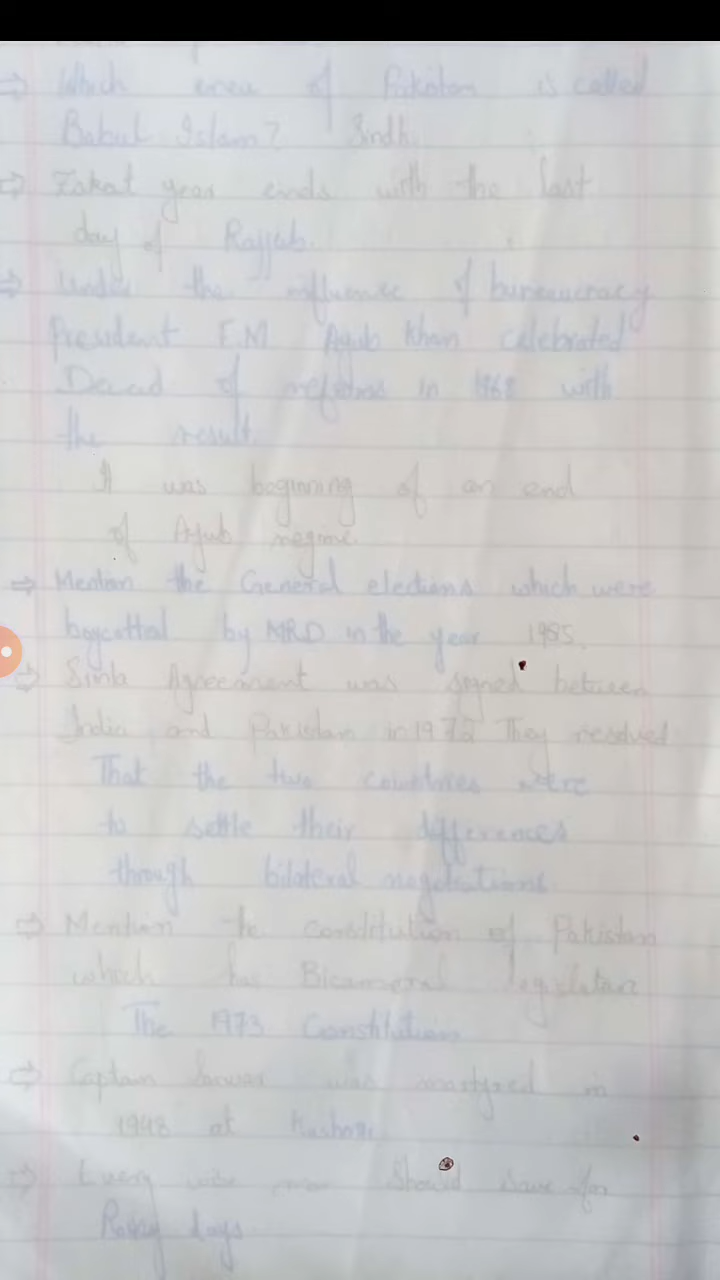 ⇒ Which area of Pakistan is called
Babul Islam? Sindh.
⇒ Zakat year ends with the last
day of Rajjab.
⇒ Under the influence of bureaucracy
President F.M Ayub Khan celebrated
Decad of reforms in 1968 with
the result.
It was beginning of an end
of Ayub regime.
⇒ Mention the General elections which were
boycotted by MRD in the year 1985.
⇒ Simla Agreement was signed between
India and Pakistan in 1972 They resolved
That the two countries were
to settle their differences
through bilateral negotiations
⇒ Mention the constitution of Pakistan
which has Bicameral legislature
The 1973 Constitution
⇒ Captain Sarwar was martyred in
1948 at Kashmir
⇒ Every wise man should save for
Rainy days